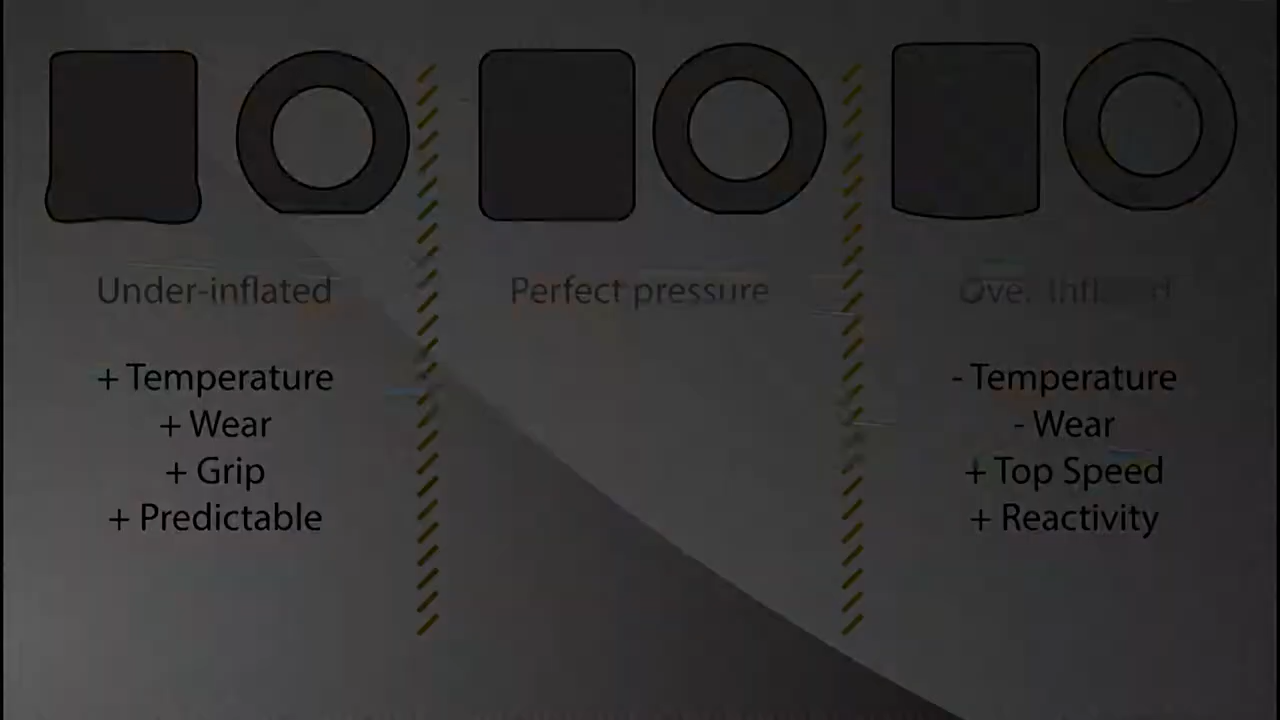 Under-inflated
Perfect pressure
+ Temperature
+ Wear
+ Grip
+ Predictable
- Temperature
- Wear
+ Top Speed
+ Reactivity